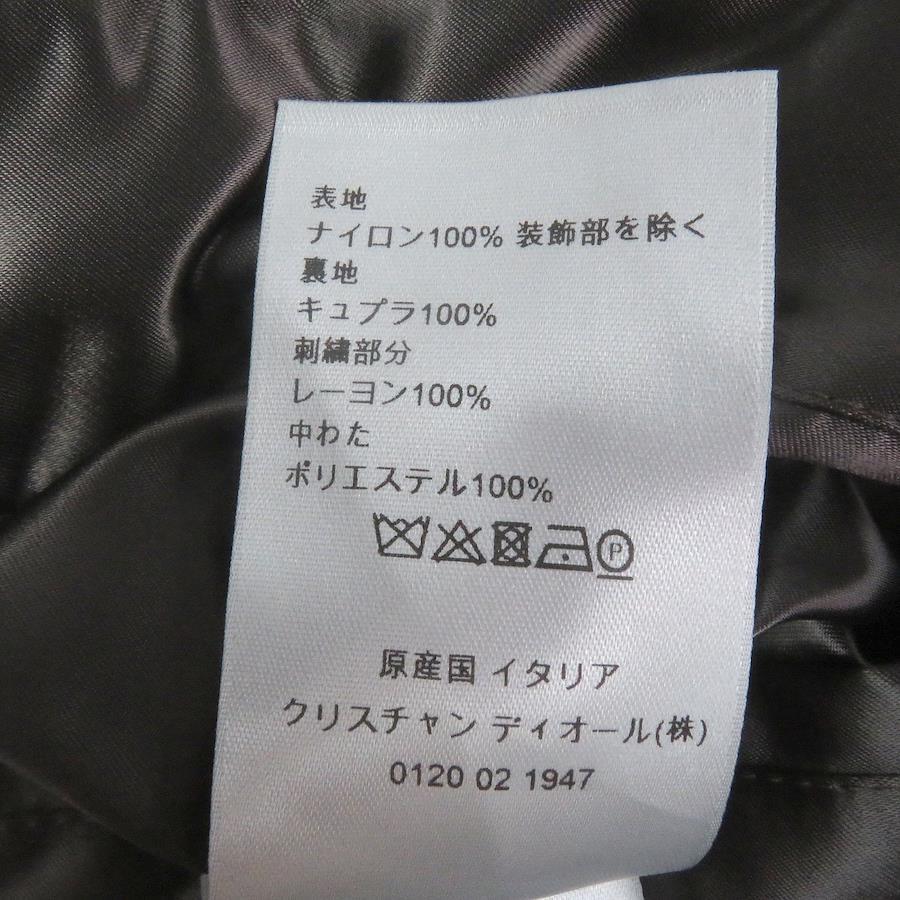 表地
ナイロン100% 装飾部を除く
裏地
キュプラ100%
刺繍部分
レーヨン100%
中わた
ポリエステル100%
P
原産国 イタリア
クリスチャン ディオール(株)
0120 02 1947